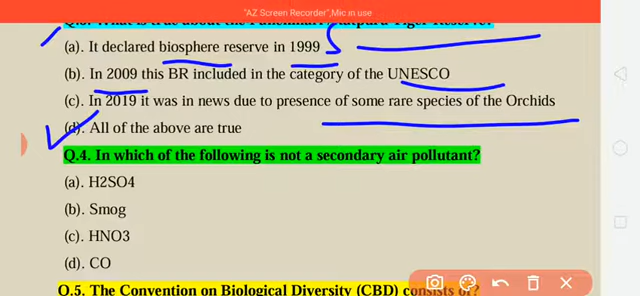 "AZ Screen Recorder",Mic in use
(a). It declared biosphere reserve in 1999
(b). In 2009 this BR included in the category of the UNESCO
(c). In 2019 it was in news due to presence of some rare species of the Orchids
(d). All of the above are true
Q.4. In which of the following is not a secondary air pollutant?
(a). H2SO4
(b). Smog
(c). HNO3
(d). CO
Q.5. The Convention on Biological Diversity (CBD) consists of?